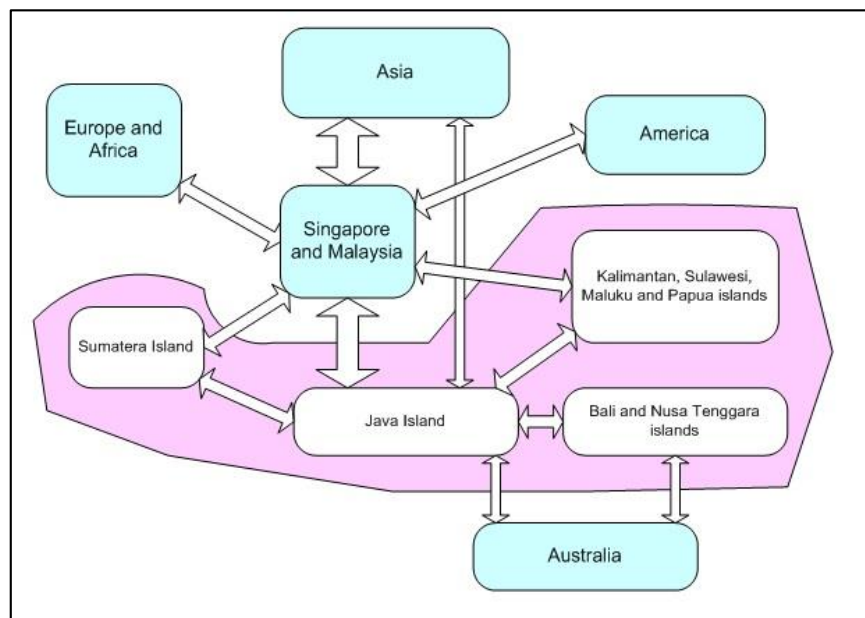 Asia
Europe and
Africa
America
Singapore
and Malaysia
Kalimantan, Sulawesi,
Maluku and Papua islands
Sumatera Island
Java Island
Bali and Nusa Tenggara
islands
Australia